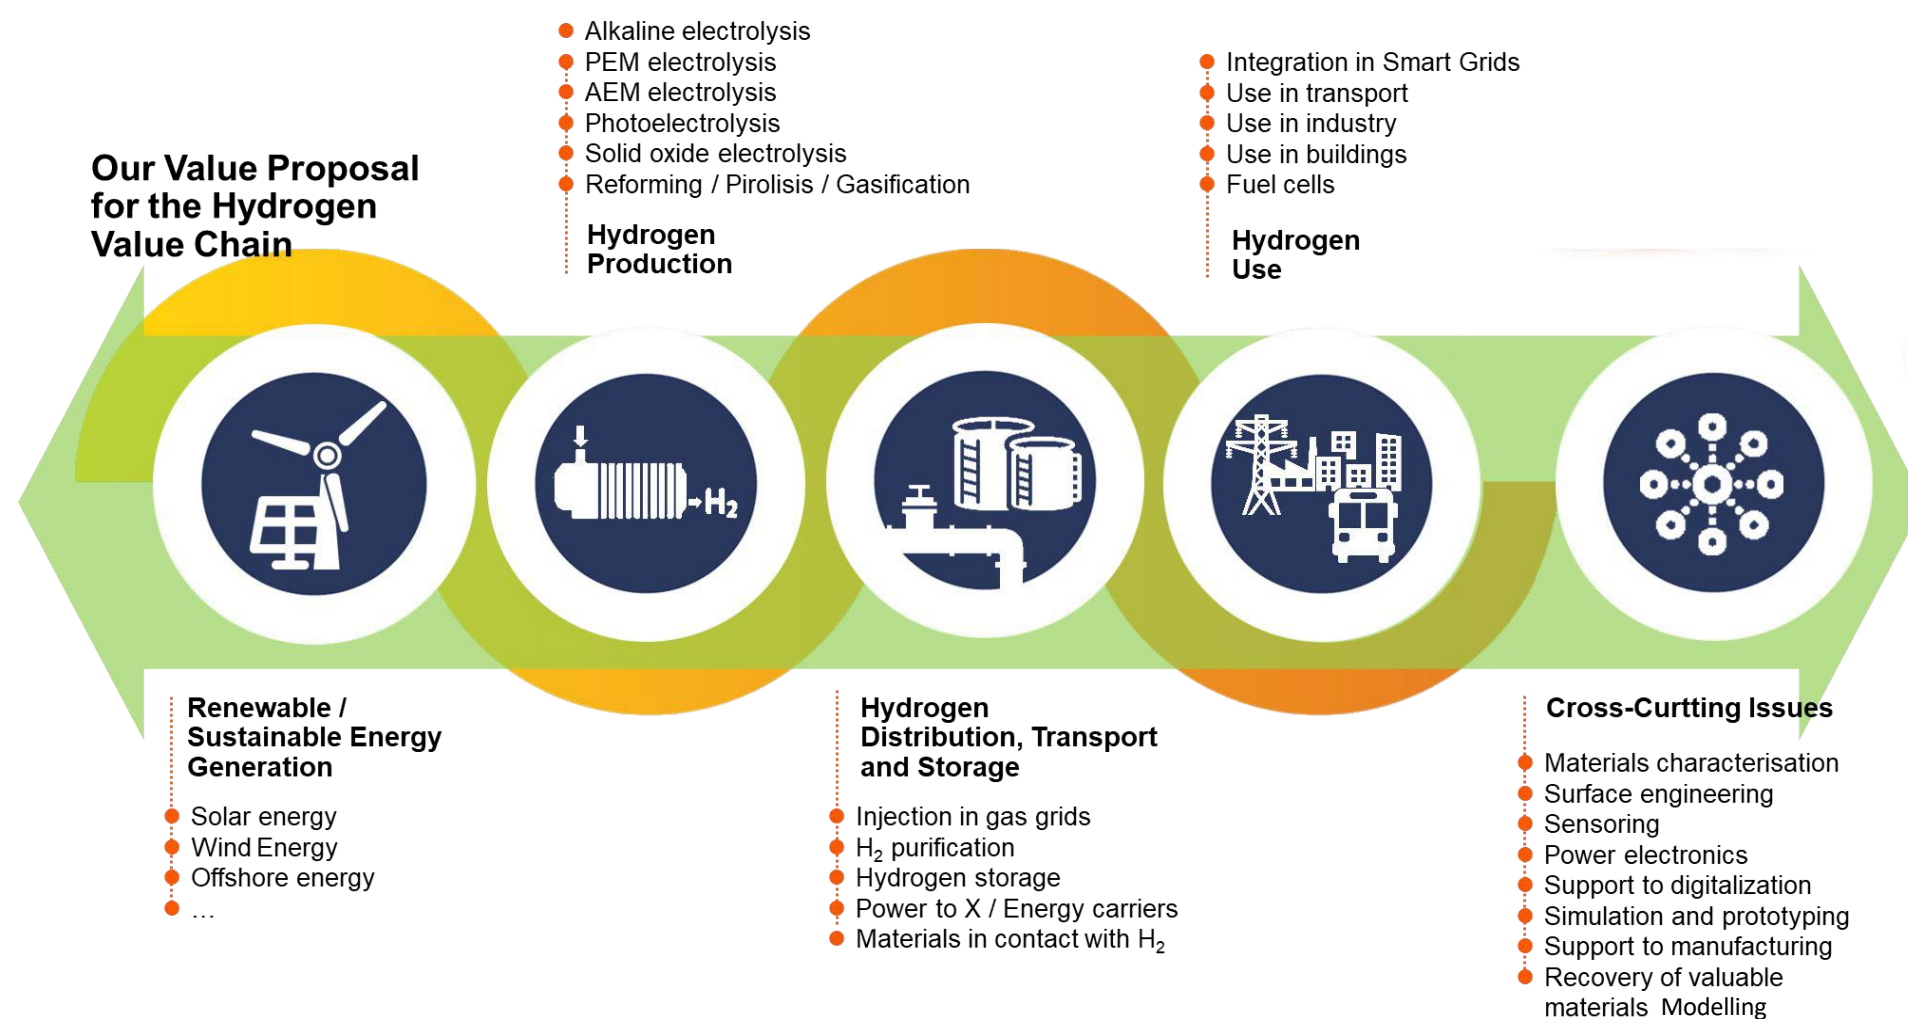 Our Value Proposal
for the Hydrogen
Value Chain
Alkaline electrolysis
PEM electrolysis
AEM electrolysis
Photoelectrolysis
Solid oxide electrolysis
Reforming / Pirolisis / Gasification
Hydrogen
Production
Integration in Smart Grids
Use in transport
Use in industry
Use in buildings
Fuel cells
Hydrogen
Use
H₂
Renewable /
Sustainable Energy
Generation
Solar energy
Wind Energy
Offshore energy
...
Hydrogen
Distribution, Transport
and Storage
Injection in gas grids
H₂ purification
Hydrogen storage
Power to X / Energy carriers
Materials in contact with H₂
Cross-Curtting Issues
Materials characterisation
Surface engineering
Sensoring
Power electronics
Support to digitalization
Simulation and prototyping
Support to manufacturing
Recovery of valuable
materials Modelling